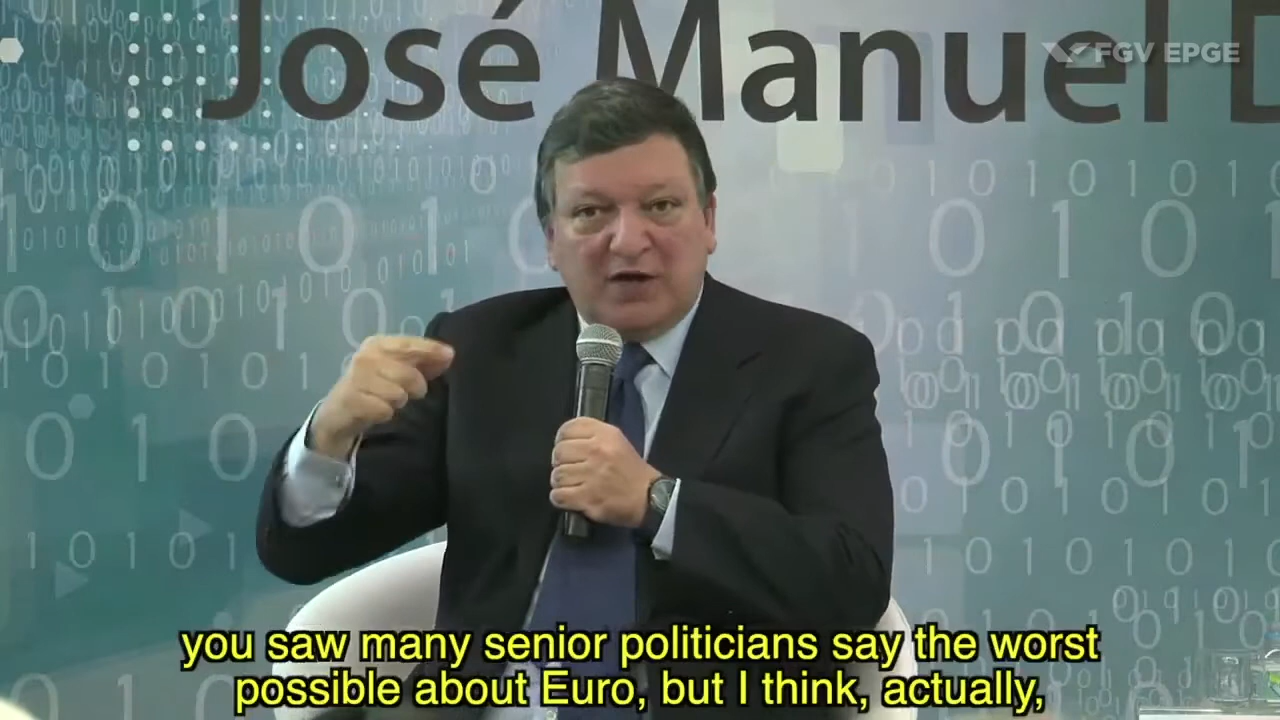 José Manuel D
FGV EPGE
you saw many senior politicians say the worst
possible about Euro, but I think, actually,